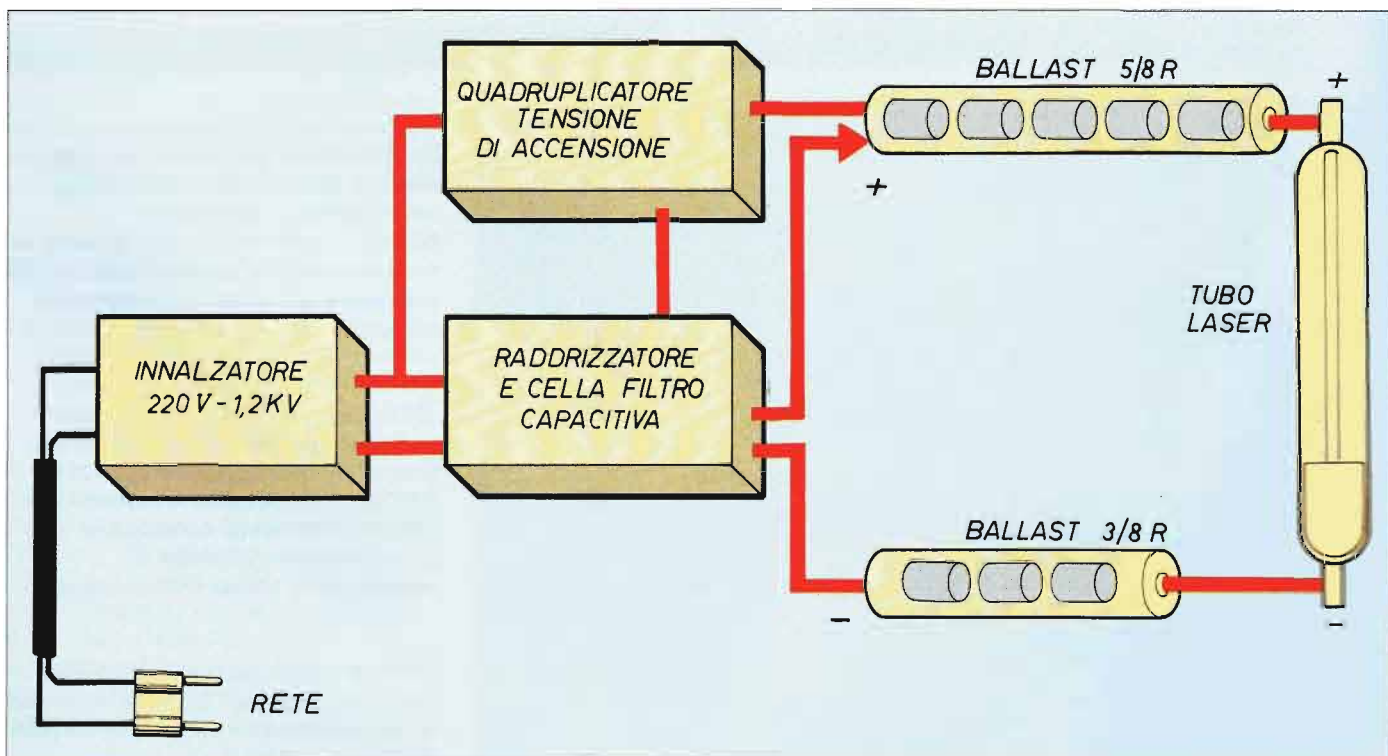 QUADRUPLICATORE
TENSIONE
DI ACCENSIONE
BALLAST 5/8 R
+
+
INNALZATORE
220 V - 1,2 KV
RADDRIZZATORE
E CELLA FILTRO
CAPACITIVA
TUBO
LASER
BALLAST 3/8 R
-
-
RETE